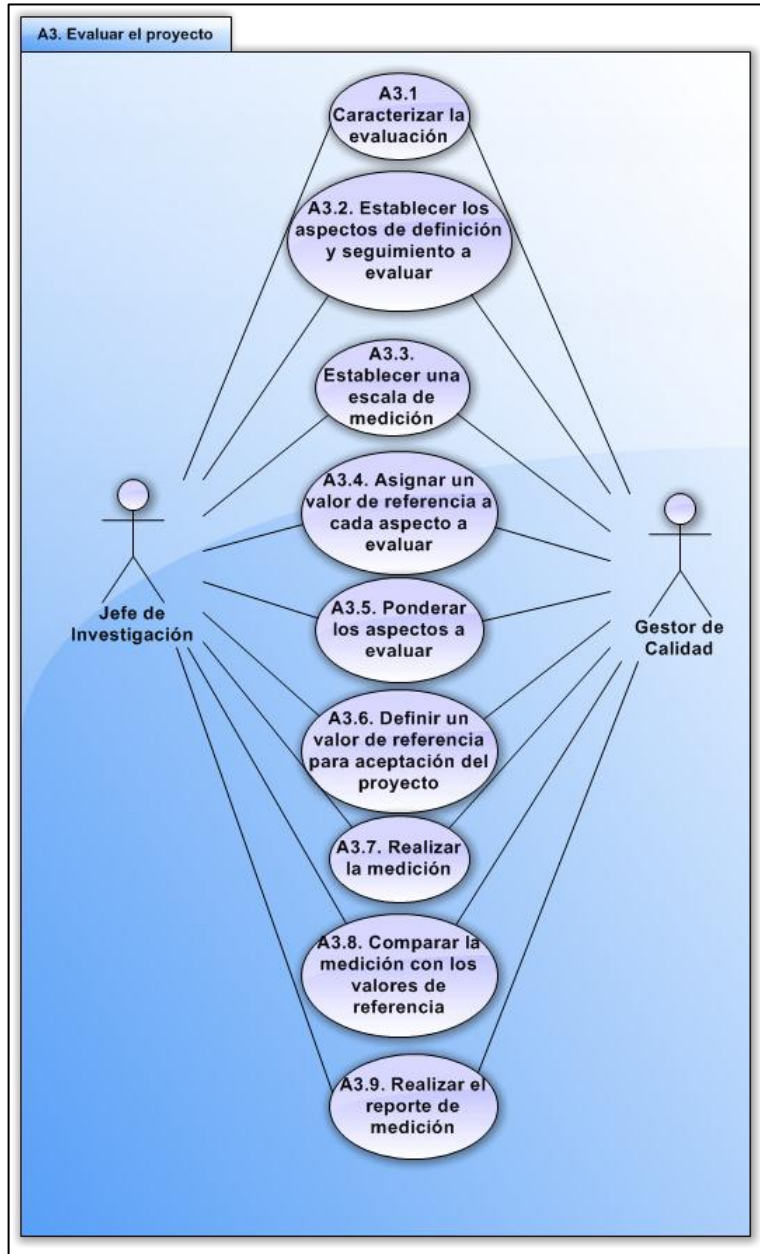 A3. Evaluar el proyecto
A3.1
Caracterizar la
evaluación
A3.2. Establecer los
aspectos de definición
y seguimiento a
evaluar
A3.3.
Establecer una
escala de
medición
A3.4. Asignar un
valor de referencia a
cada aspecto a
evaluar
Jefe de
Investigación
A3.5. Ponderar
los aspectos a
evaluar
Gestor de
Calidad
A3.6. Definir un
valor de referencia
para aceptación del
proyecto
A3.7. Realizar
la medición
A3.8. Comparar la
medición con los
valores de
referencia
A3.9. Realizar el
reporte de
medición